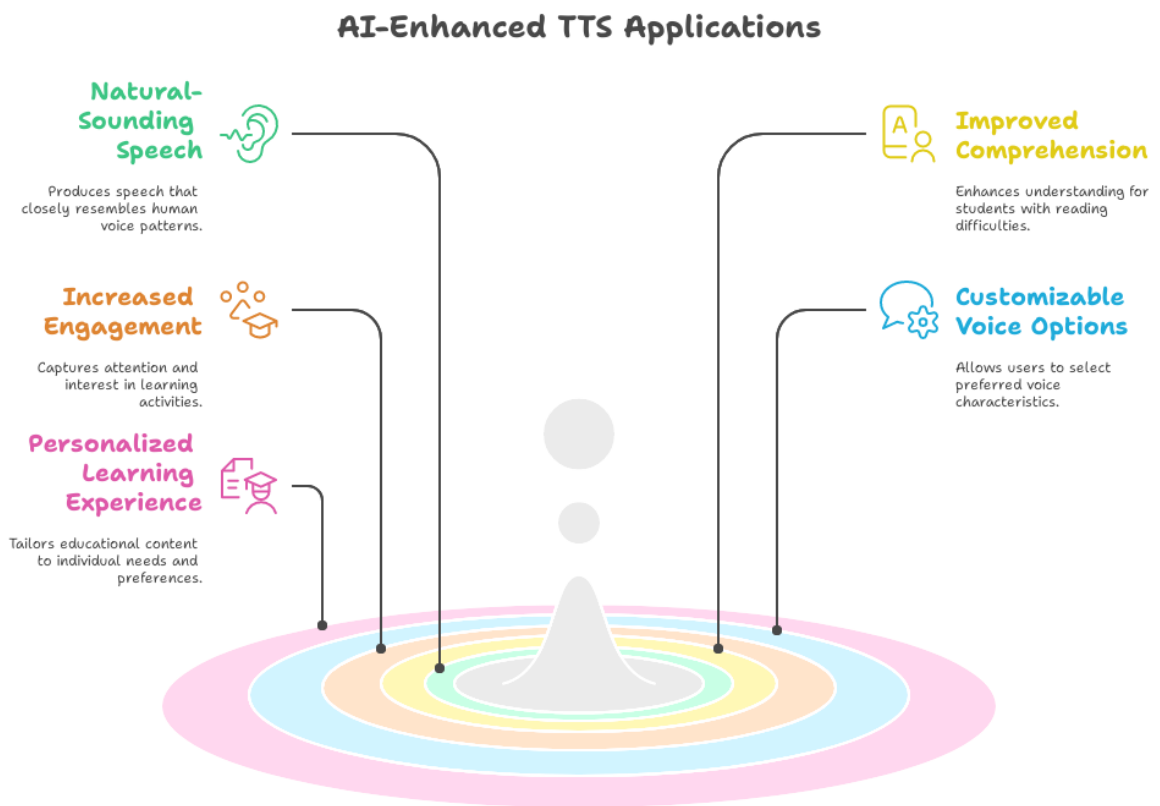 AI-Enhanced TTS Applications
Natural-
Sounding
Speech
Produces speech that
closely resembles human
voice patterns.
Increased
Engagement
Captures attention and
interest in learning
activities.
Personalized
Learning
Experience
Tailors educational content
to individual needs and
preferences.
A
Improved
Comprehension
Enhances understanding for
students with reading
difficulties.
Customizable
Voice Options
Allows users to select
preferred voice
characteristics.